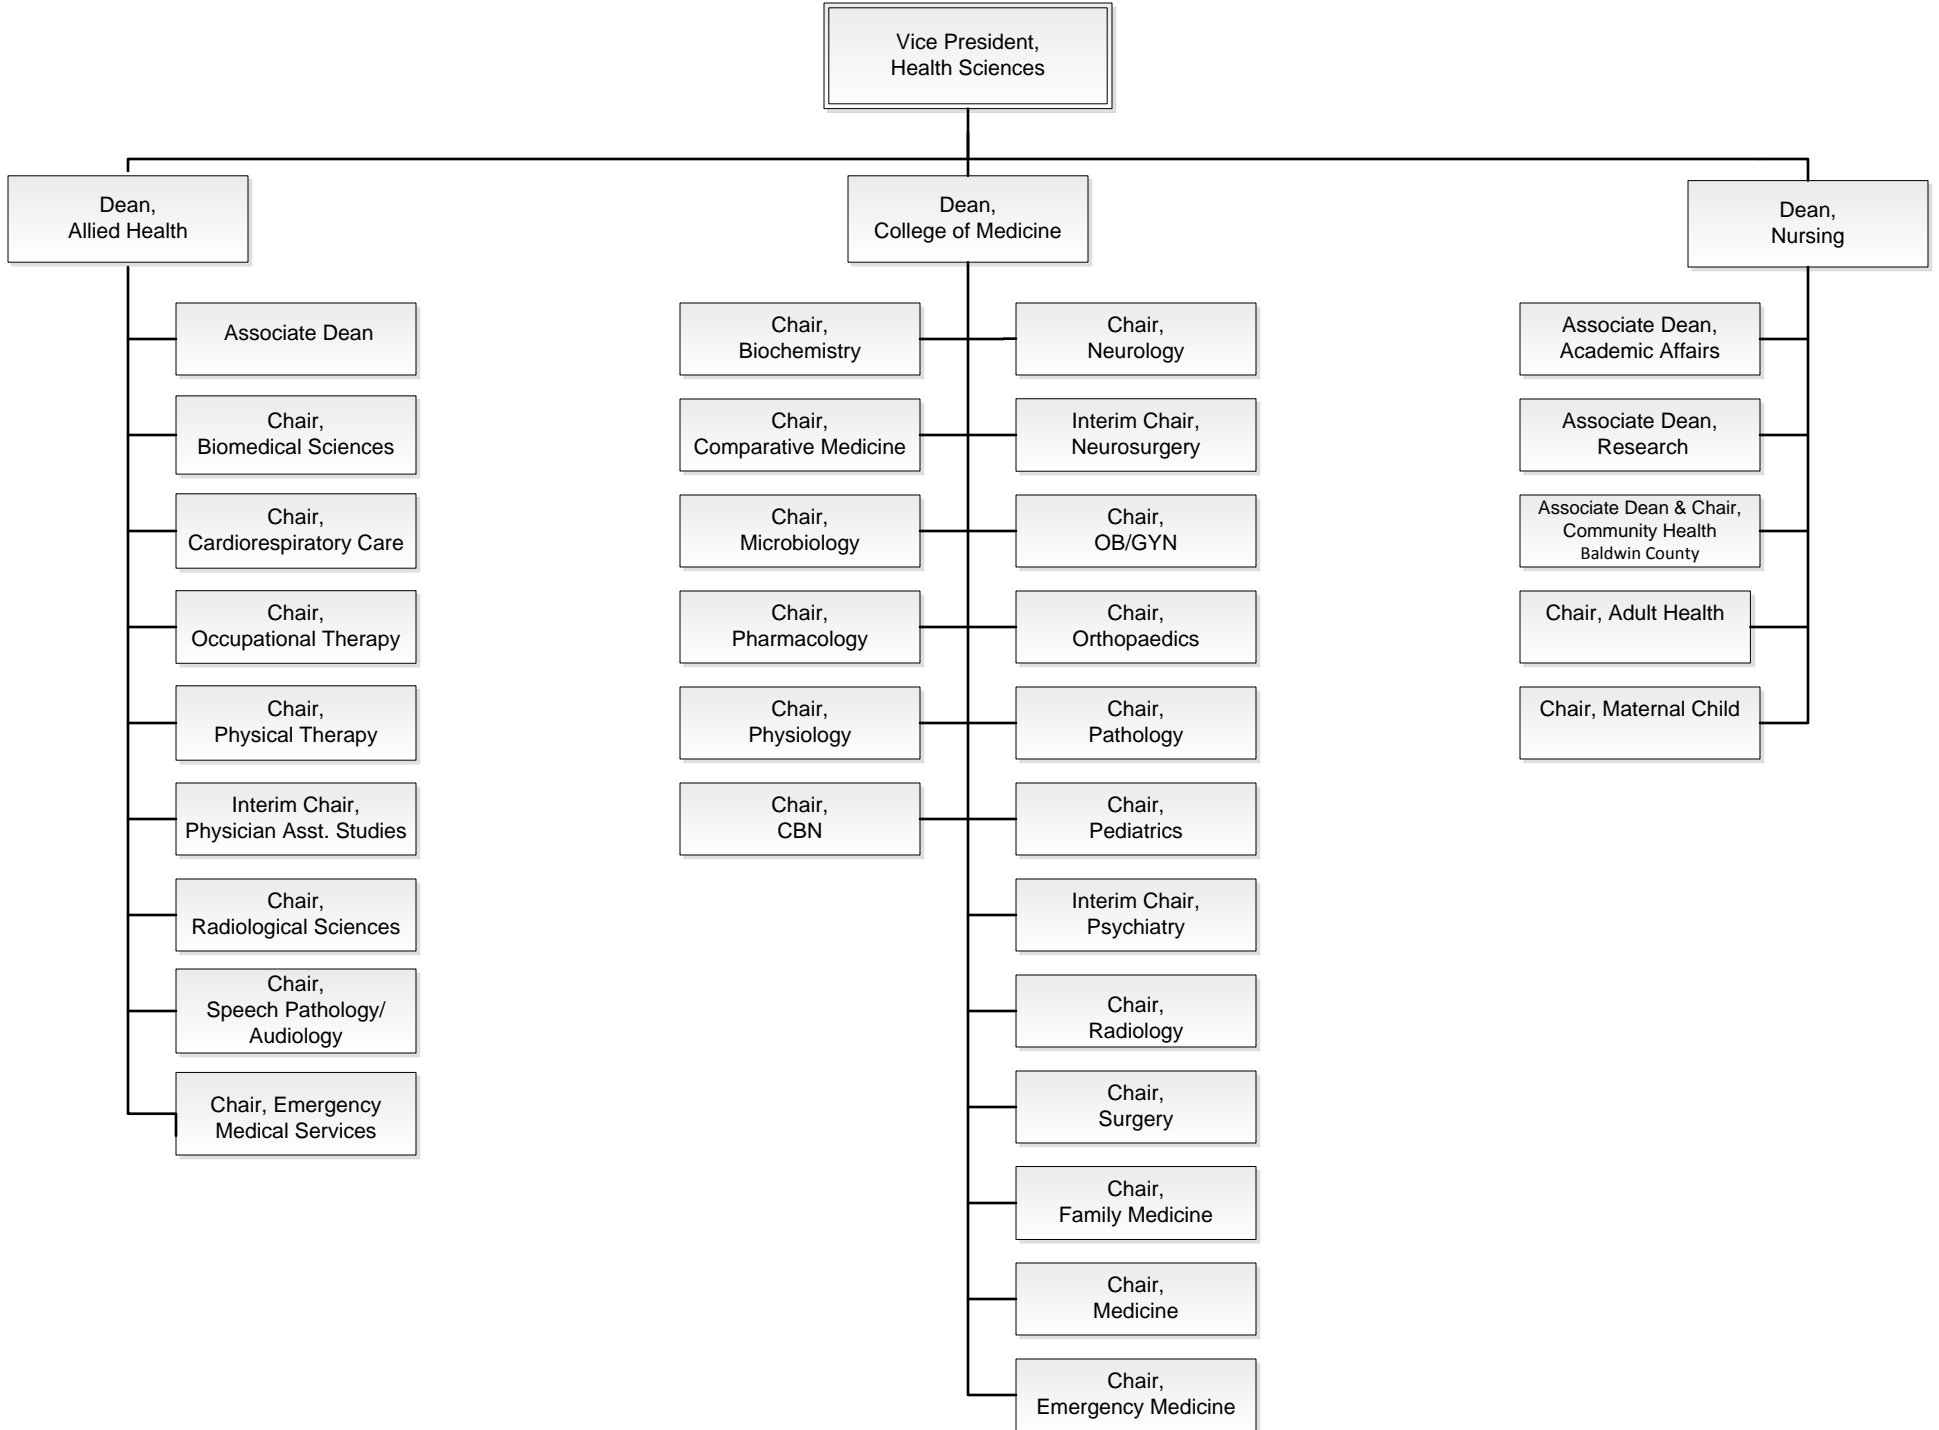 Vice President,
Health Sciences
Dean,
Allied Health
Dean,
College of Medicine
Dean,
Nursing
Associate Dean
Chair,
Biomedical Sciences
Chair,
Cardiorespiratory Care
Chair,
Occupational Therapy
Chair,
Physical Therapy
Interim Chair,
Physician Asst. Studies
Chair,
Radiological Sciences
Chair,
Speech Pathology/
Audiology
Chair, Emergency
Medical Services
Chair,
Biochemistry
Chair,
Comparative Medicine
Chair,
Microbiology
Chair,
Pharmacology
Chair,
Physiology
Chair,
CBN
Chair,
Neurology
Interim Chair,
Neurosurgery
Chair,
OB/GYN
Chair,
Orthopaedics
Chair,
Pathology
Chair,
Pediatrics
Interim Chair,
Psychiatry
Chair,
Radiology
Chair,
Surgery
Chair,
Family Medicine
Chair,
Medicine
Chair,
Emergency Medicine
Associate Dean,
Academic Affairs
Associate Dean,
Research
Associate Dean & Chair,
Community Health
Baldwin County
Chair, Adult Health
Chair, Maternal Child